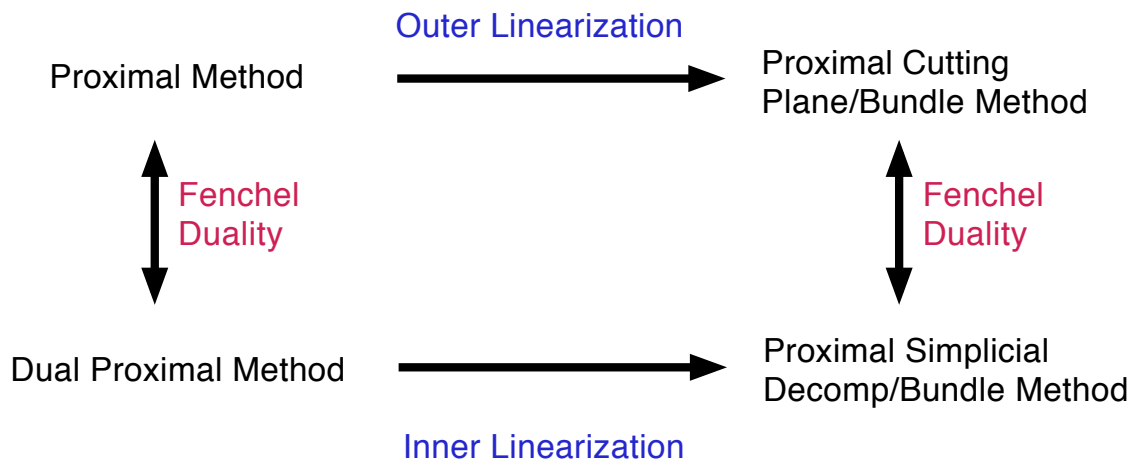 Outer Linearization
Proximal Method
Proximal Cutting
Plane/Bundle Method
Fenchel
Duality
Fenchel
Duality
Dual Proximal Method
Proximal Simplicial
Decomp/Bundle Method
Inner Linearization